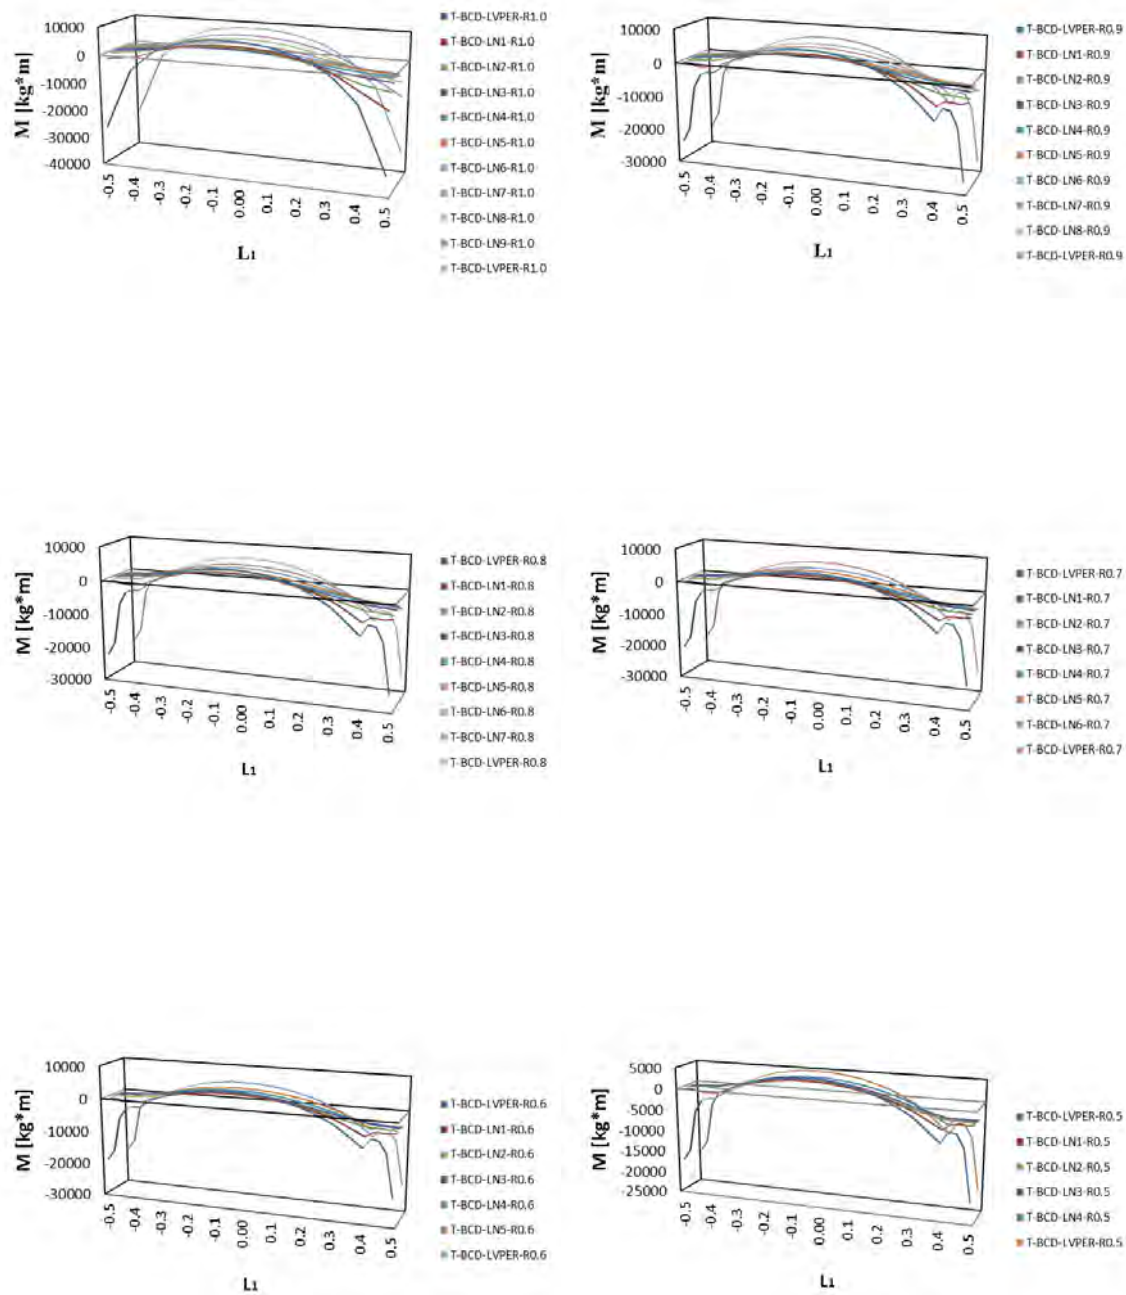 10000
0
-10000
-20000
-30000
-40000
M [kg*m]
-0.5
-0.4
-0.3
-0.2
-0.1
0.00
0.1
0.2
0.3
0.4
0.5
L1
T-BCD-LVPER-R1.0
T-BCD-LN1-R1.0
T-BCD-LN2-R1.0
T-BCD-LN3-R1.0
T-BCD-LN4-R1.0
T-BCD-LN5-R1.0
T-BCD-LN6-R1.0
T-BCD-LN7-R1.0
T-BCD-LN8-R1.0
T-BCD-LN9-R1.0
T-BCD-LVPER-R1.0
10000
0
-10000
-20000
-30000
M [kg*m]
-0.5
-0.4
-0.3
-0.2
-0.1
0.00
0.1
0.2
0.3
0.4
0.5
L1
T-BCD-LVPER-R0.9
T-BCD-LN1-R0.9
T-BCD-LN2-R0.9
T-BCD-LN3-R0.9
T-BCD-LN4-R0.9
T-BCD-LN5-R0.9
T-BCD-LN6-R0.9
T-BCD-LN7-R0.9
T-BCD-LN8-R0.9
T-BCD-LVPER-R0.9
10000
0
-10000
-20000
-30000
M [kg*m]
-0.5
-0.4
-0.3
-0.2
-0.1
0.00
0.1
0.2
0.3
0.4
0.5
L1
T-BCD-LVPER-R0.8
T-BCD-LN1-R0.8
T-BCD-LN2-R0.8
T-BCD-LN3-R0.8
T-BCD-LN4-R0.8
T-BCD-LN5-R0.8
T-BCD-LN6-R0.8
T-BCD-LN7-R0.8
T-BCD-LVPER-R0.8
10000
0
-10000
-20000
-30000
M [kg*m]
-0.5
-0.4
-0.3
-0.2
-0.1
0.00
0.1
0.2
0.3
0.4
0.5
L1
T-BCD-LVPER-R0.7
T-BCD-LN1-R0.7
T-BCD-LN2-R0.7
T-BCD-LN3-R0.7
T-BCD-LN4-R0.7
T-BCD-LN5-R0.7
T-BCD-LN6-R0.7
T-BCD-LVPER-R0.7
10000
0
-10000
-20000
-30000
M [kg*m]
-0.5
-0.4
-0.3
-0.2
-0.1
0.00
0.1
0.2
0.3
0.4
0.5
L1
T-BCD-LVPER-R0.6
T-BCD-LN1-R0.6
T-BCD-LN2-R0.6
T-BCD-LN3-R0.6
T-BCD-LN4-R0.6
T-BCD-LN5-R0.6
T-BCD-LVPER-R0.6
5000
0
-5000
-10000
-15000
-20000
-25000
M [kg*m]
-0.5
-0.4
-0.3
-0.2
-0.1
0.00
0.1
0.2
0.3
0.4
0.5
L1
T-BCD-LVPER-R0.5
T-BCD-LN1-R0.5
T-BCD-LN2-R0.5
T-BCD-LN3-R0.5
T-BCD-LN4-R0.5
T-BCD-LVPER-R0.5